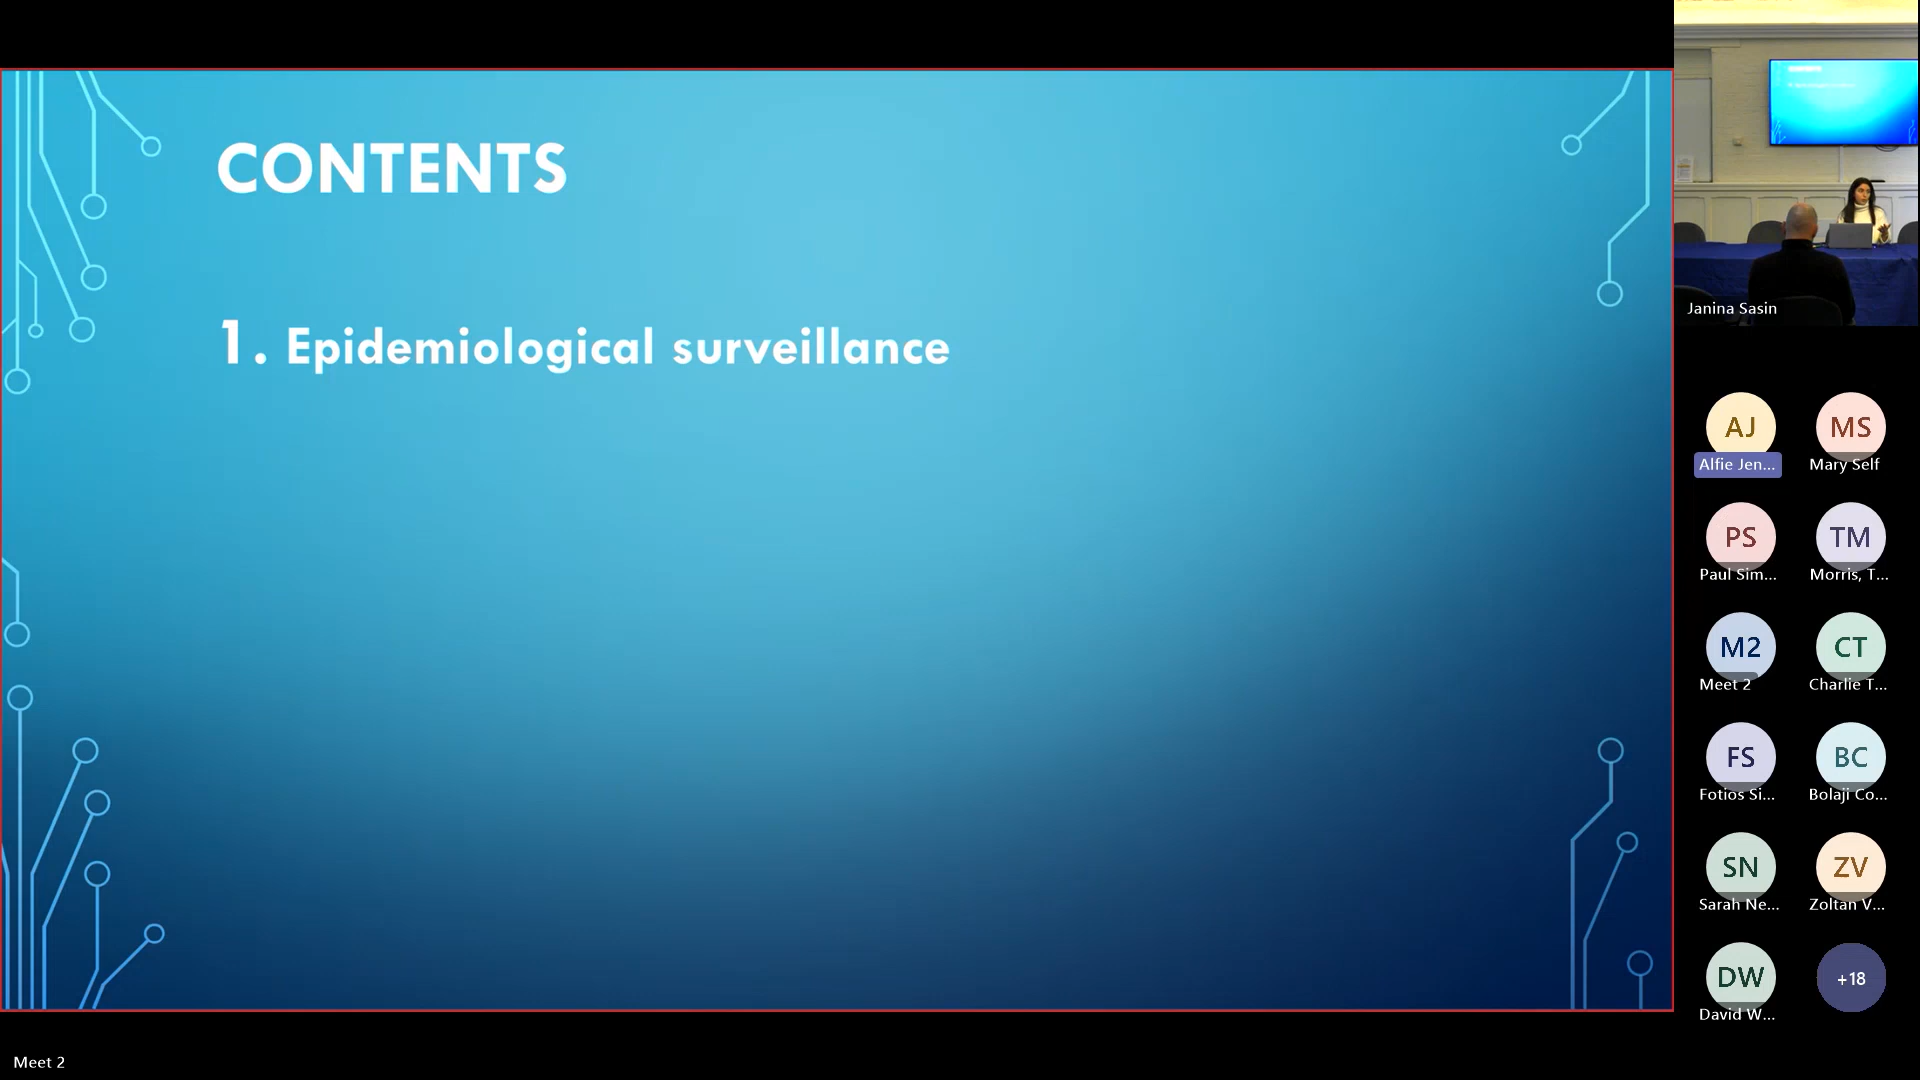 CONTENTS
1. Epidemiological surveillance
Janina Sasin
AJ
Alfie Jen...
MS
Mary Self
PS
Paul Sim...
TM
Morris, T...
M2
Meet 2
CT
Charlie T...
FS
Fotios Si...
BC
Bolaji Co...
SN
Sarah Ne...
ZV
Zoltan V...
DW
David W...
+18
Meet 2